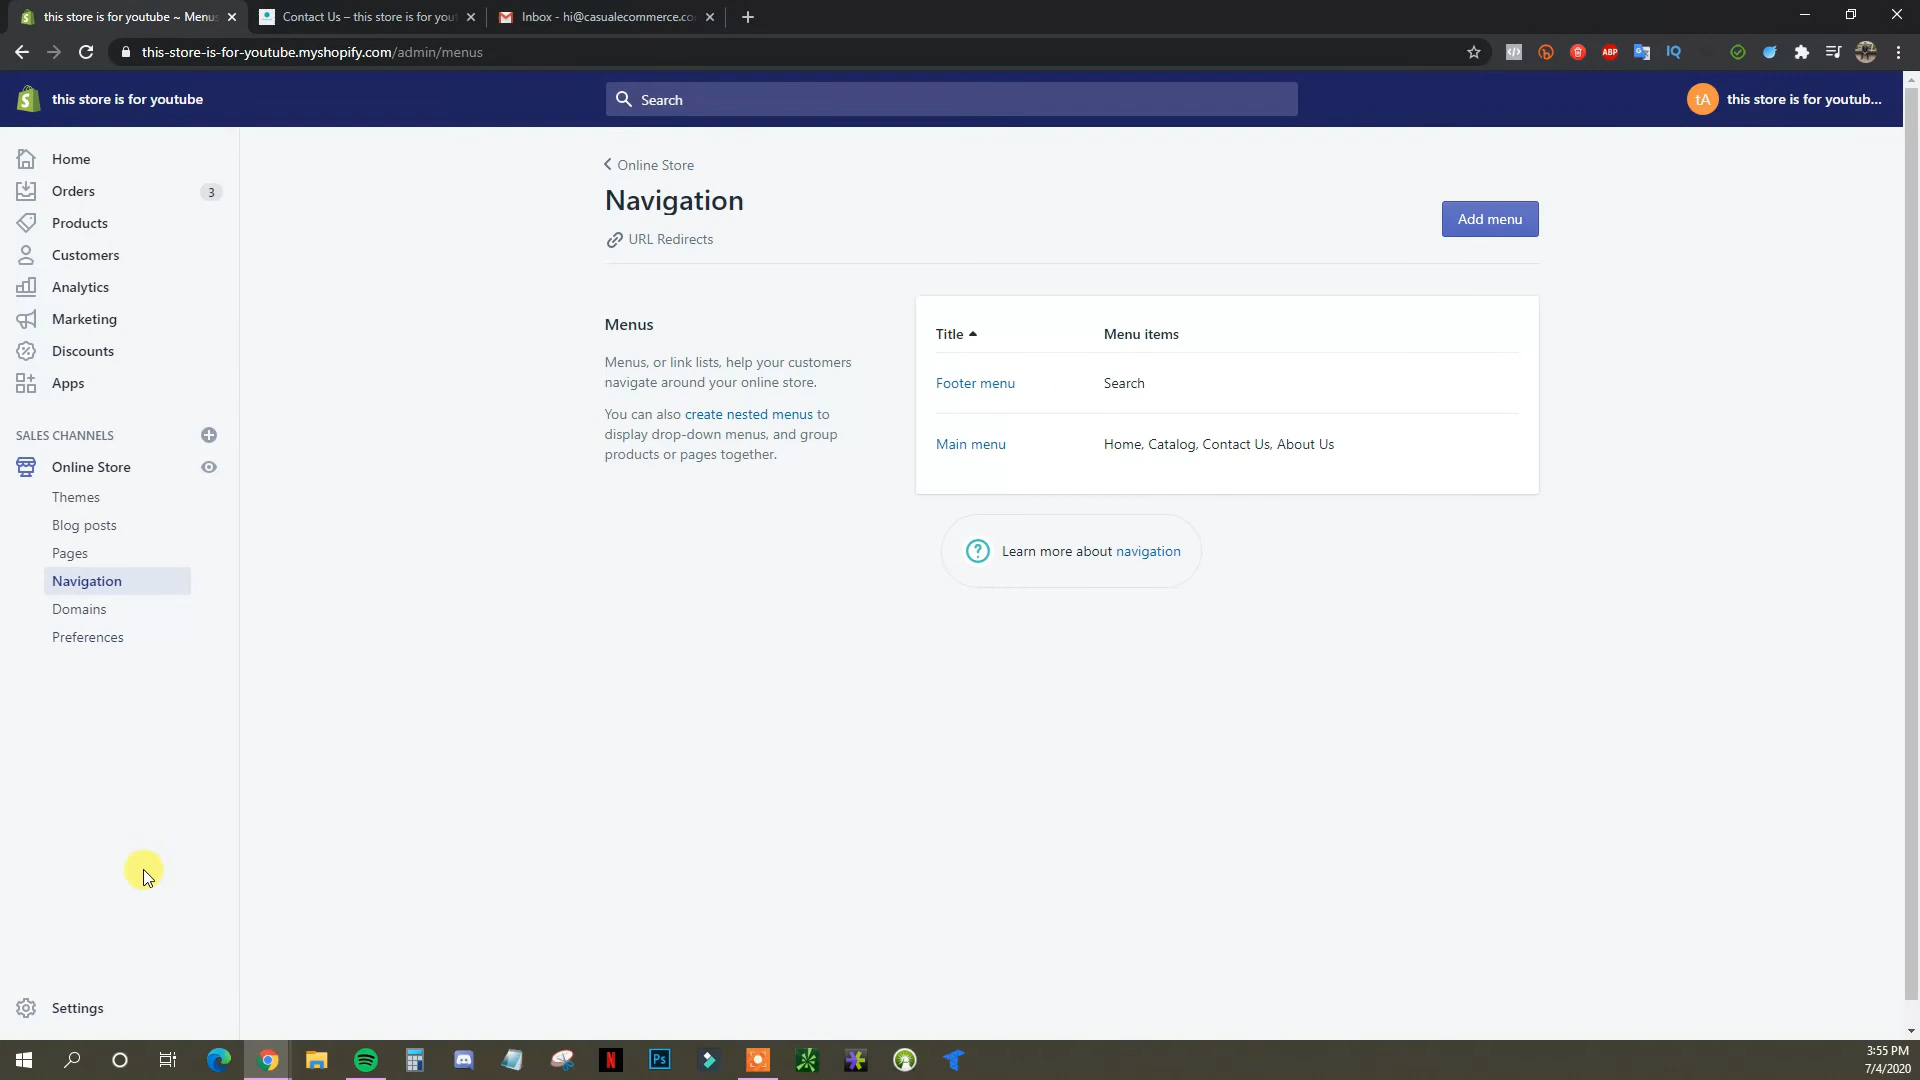 this store is for youtube ~ Menus
Contact Us – this store is for yout
Inbox - hi@casualecommerce.co
this-store-is-for-youtube.myshopify.com/admin/menus
ABP
IQ
this store is for youtube
Search
tA
this store is for youtub...
Home
Orders
3
Products
Customers
Analytics
Marketing
Discounts
Apps
SALES CHANNELS
Online Store
Themes
Blog posts
Pages
Navigation
Domains
Preferences
Settings
Online Store
Navigation
URL Redirects
Add menu
Menus
Menus, or link lists, help your customers
navigate around your online store.
You can also create nested menus to
display drop-down menus, and group
products or pages together.
Title
Menu items
Footer menu
Search
Main menu
Home, Catalog, Contact Us, About Us
Learn more about navigation
N
Ps
3:55 PM
7/4/2020